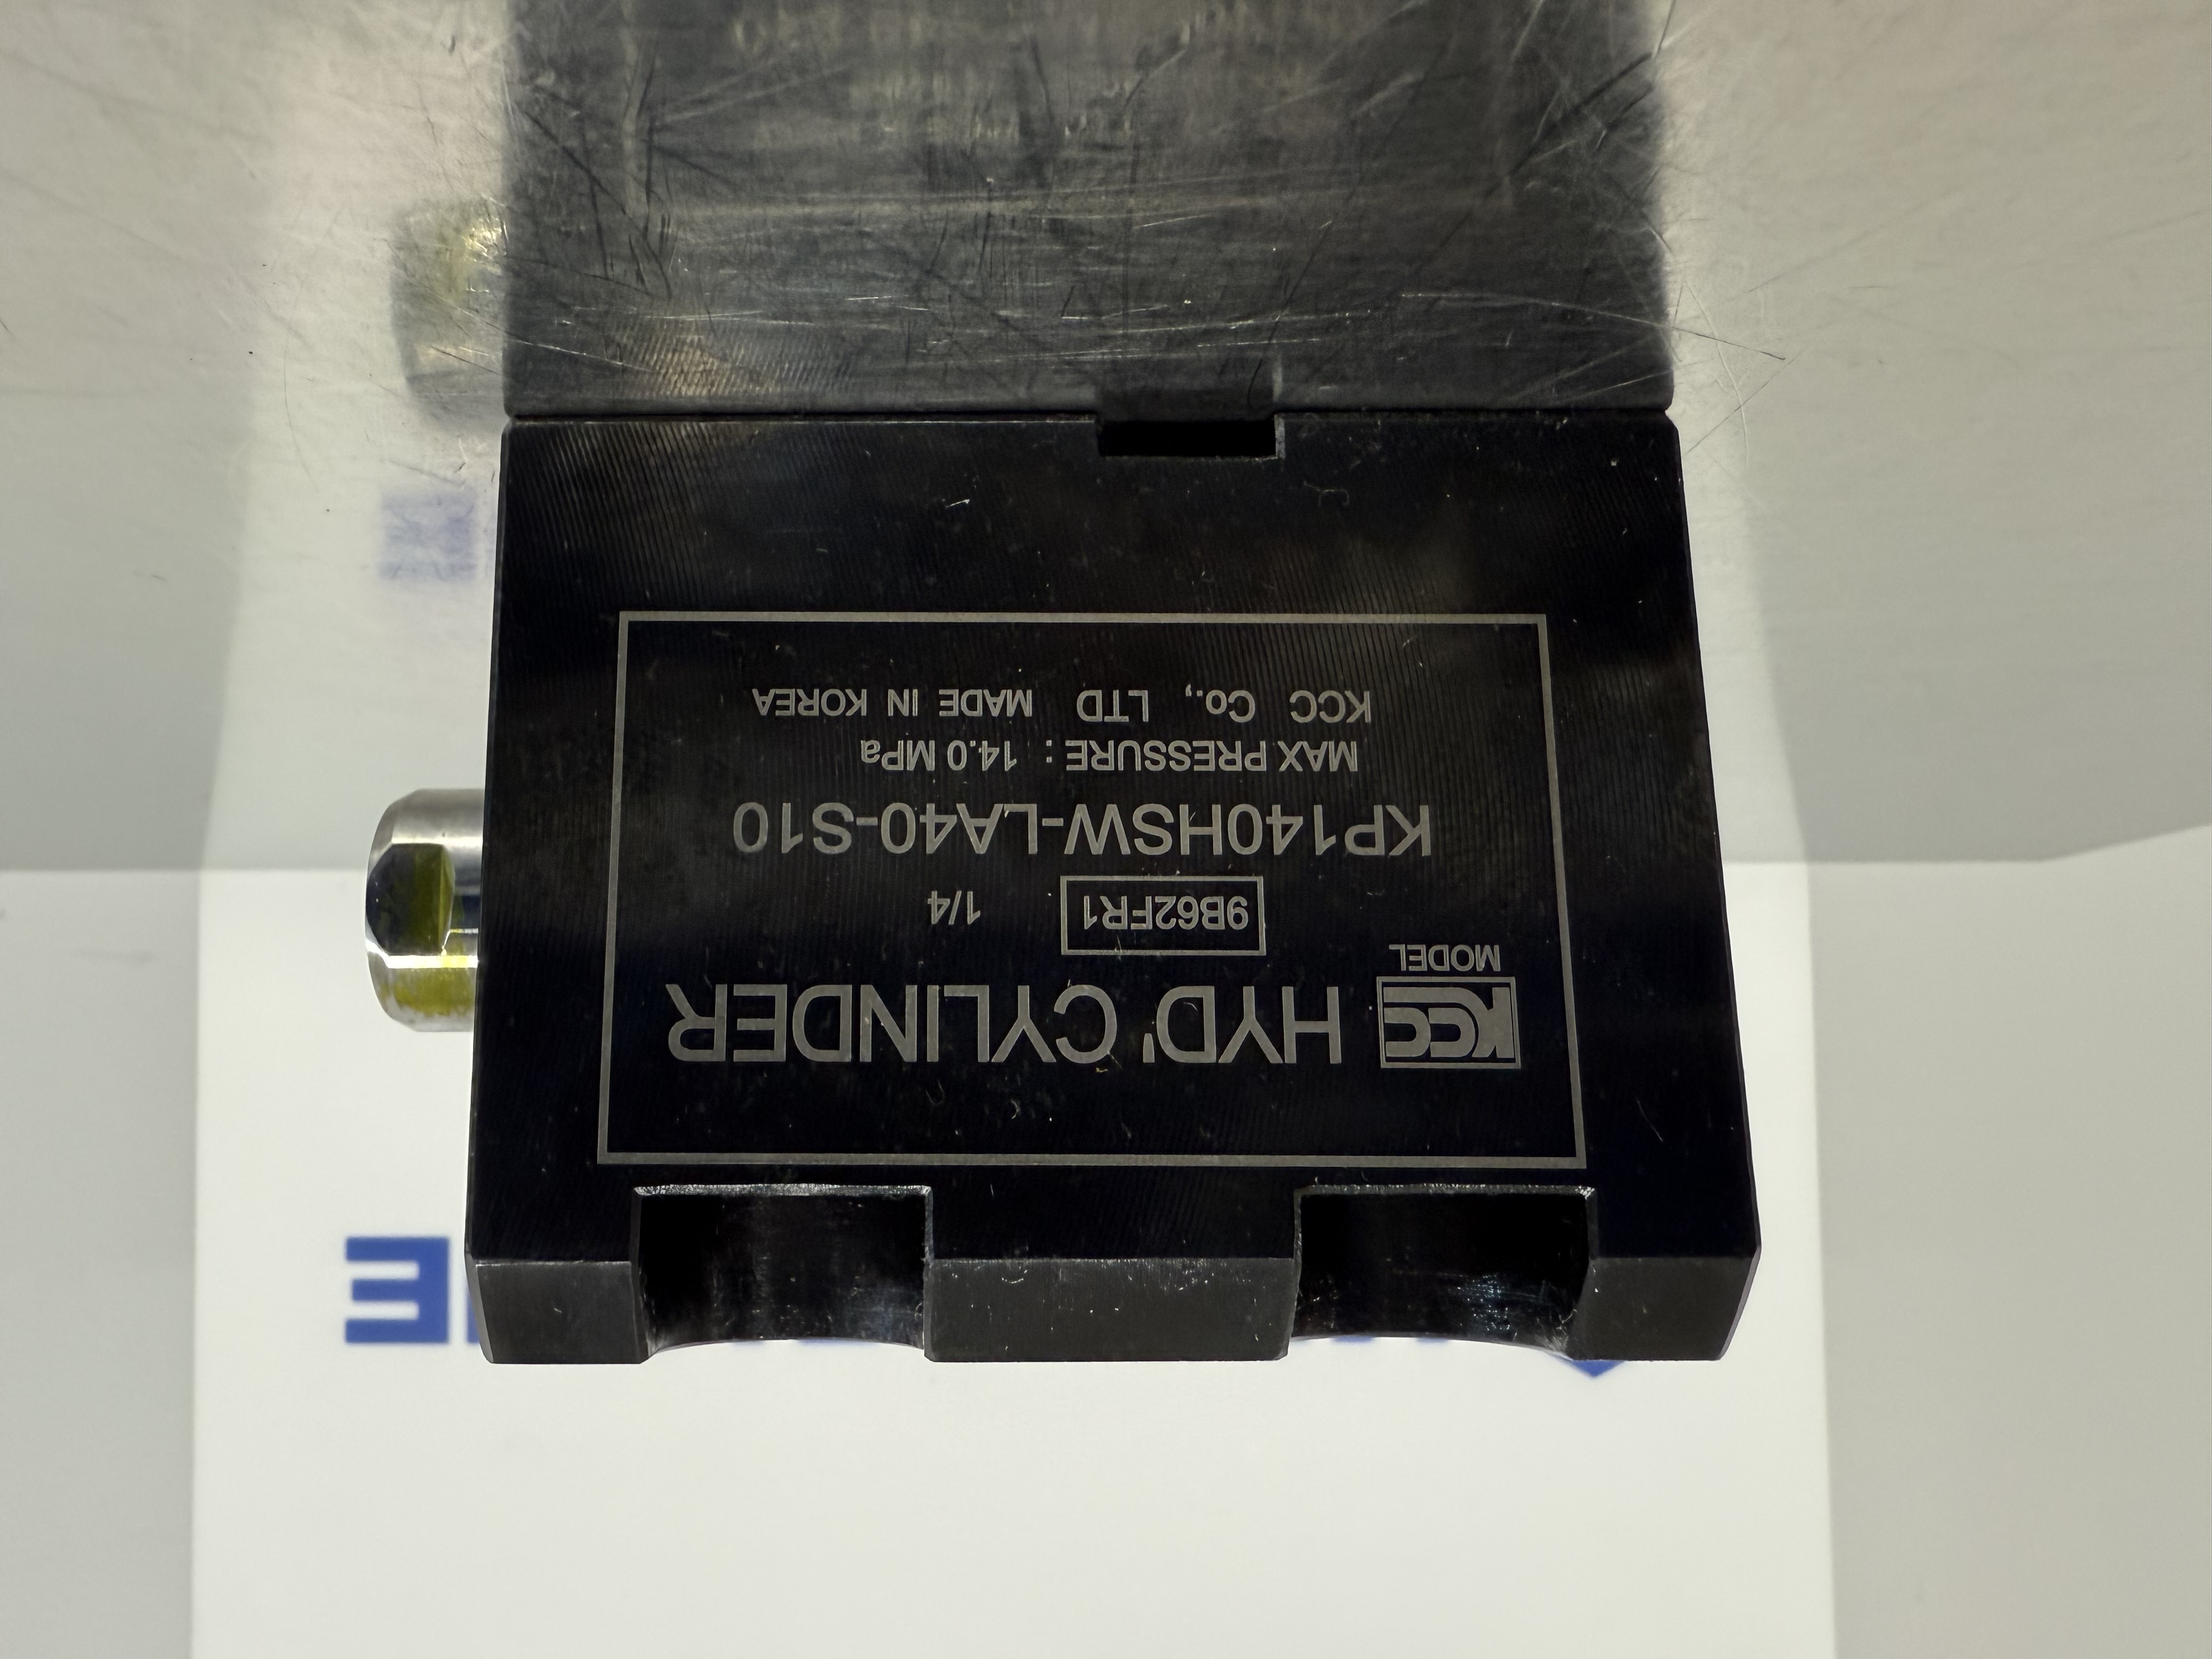 KCC HYD' CYLINDER
MODEL
9B62FR1 1/4
KP140HSW-LA40-S10
MAX PRESSURE : 14.0 MPa
KCC Co., LTD MADE IN KOREA